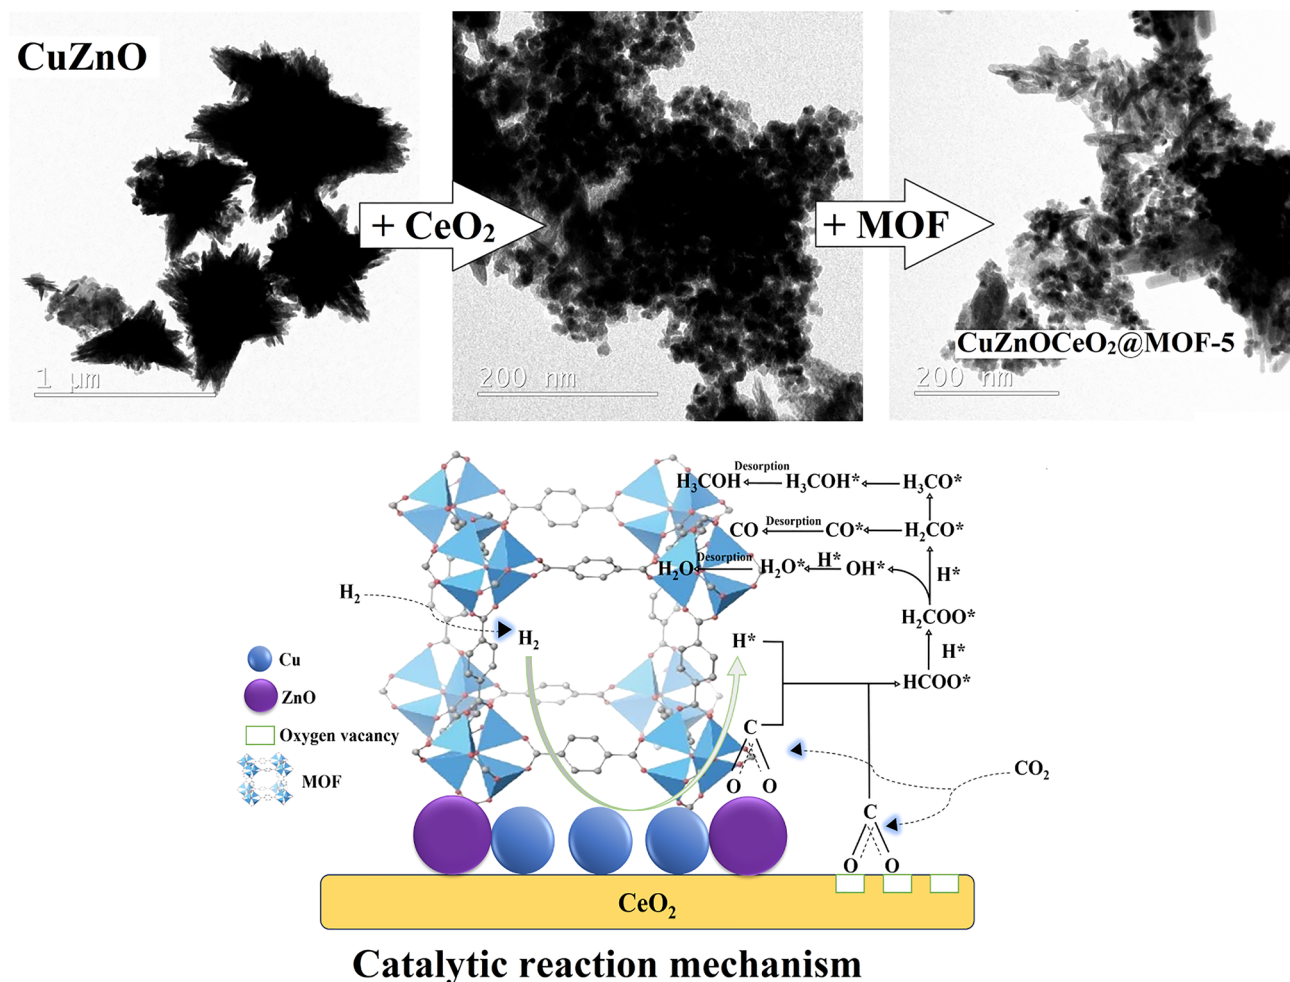 CuZnO
+ CeO₂
+ MOF
1 µm
200 nm
CuZnOCeO₂@MOF-5
200 nm
H₃COH Desorption H₃COH* H₃CO*
CO Desorption CO* H₂CO*
H₂O Desorption H₂O* H* OH* H*
H₂
H₂COO*
H₂ H* H*
Cu
HCOO*
ZnO
C
Oxygen vacancy
CO₂
MOF
O O
C
O O
CeO₂
Catalytic reaction mechanism